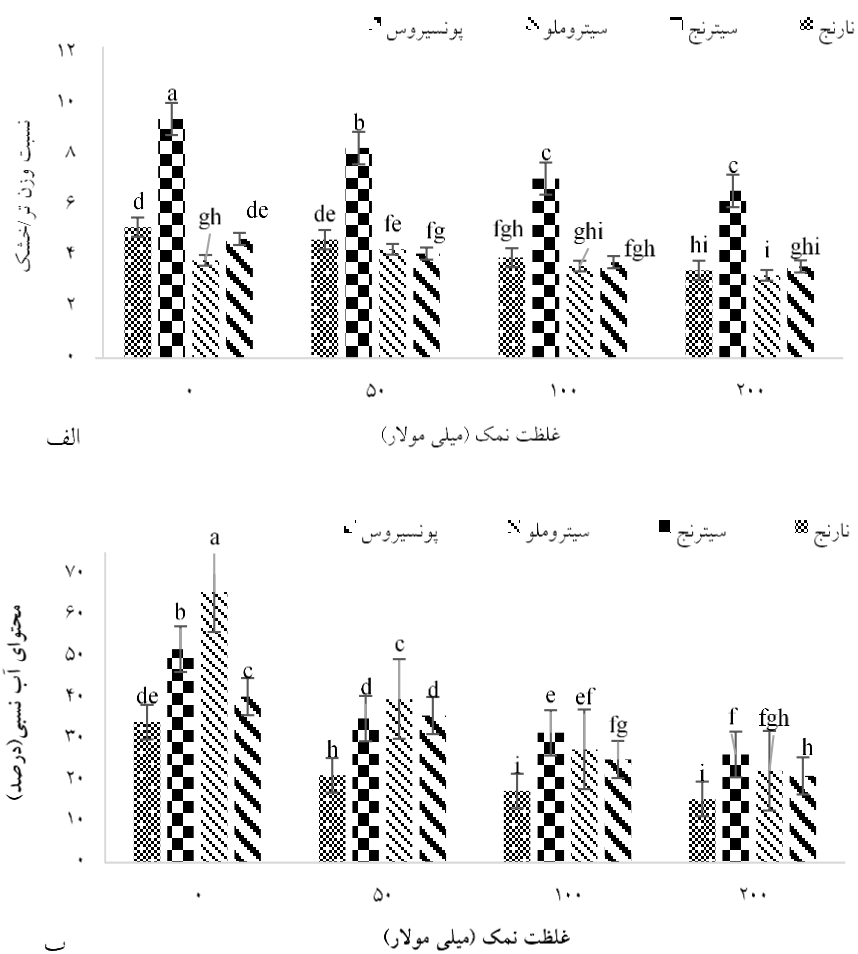 نارنج سیترنج سیتروملو پونسیروس
۱۲
۱۰
۸
۶
۴
۲
۰
نسبت وزن تر/خشک
d a gh de
de b fe fg
fgh c ghi fgh
hi c i ghi
۰ ۵۰ ۱۰۰ ۲۰۰
غلظت نمک (میلی مولار)
الف
نارنج سیترنج سیتروملو پونسیروس
۷۰
۶۰
۵۰
۴۰
۳۰
۲۰
۱۰
۰
محتوای آب نسبی(درصد)
de b a c
h d c d
i e ef fg
i f fgh h
۰ ۵۰ ۱۰۰ ۲۰۰
غلظت نمک (میلی مولار)
ب